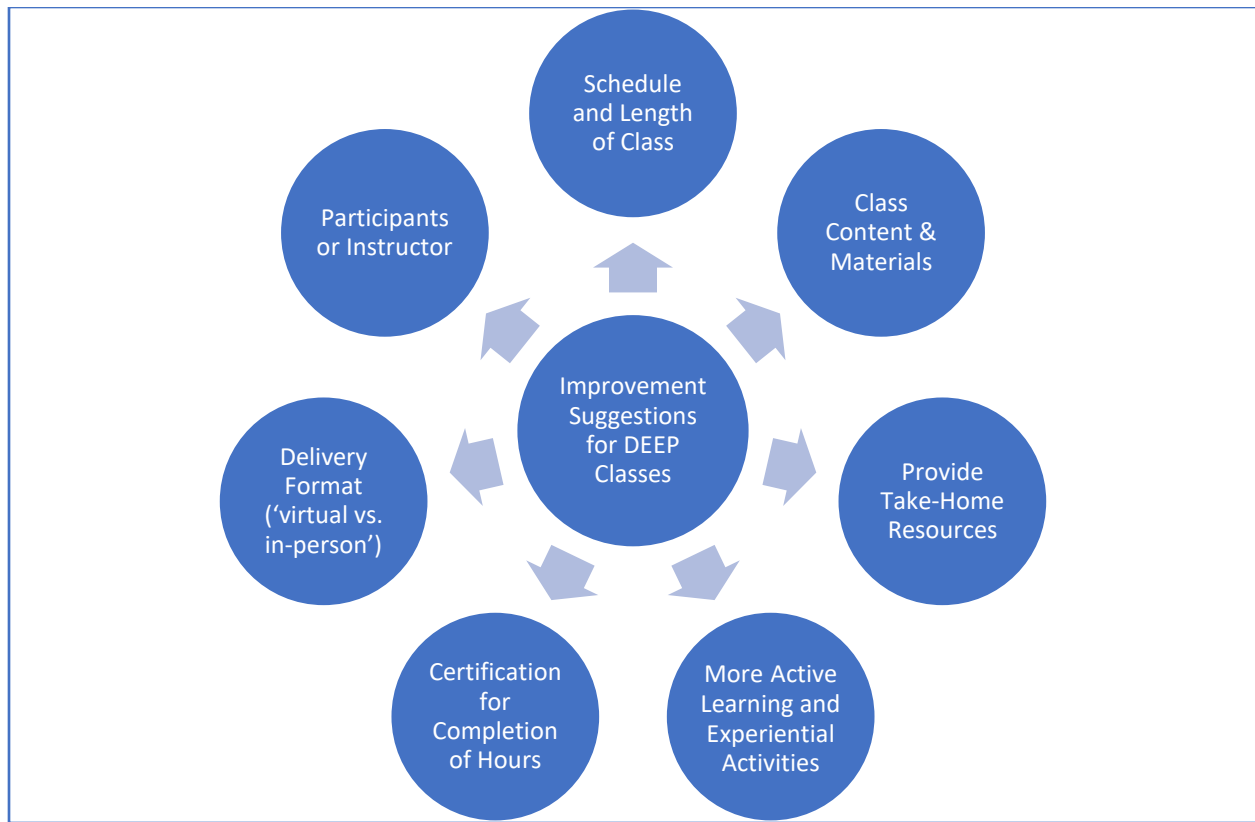 Schedule
and Length
of Class
Class
Content &
Materials
Provide
Take-Home
Resources
More Active
Learning and
Experiential
Activities
Certification
for
Completion
of Hours
Delivery
Format
(‘virtual vs.
in-person’)
Participants
or Instructor
Improvement
Suggestions
for DEEP
Classes